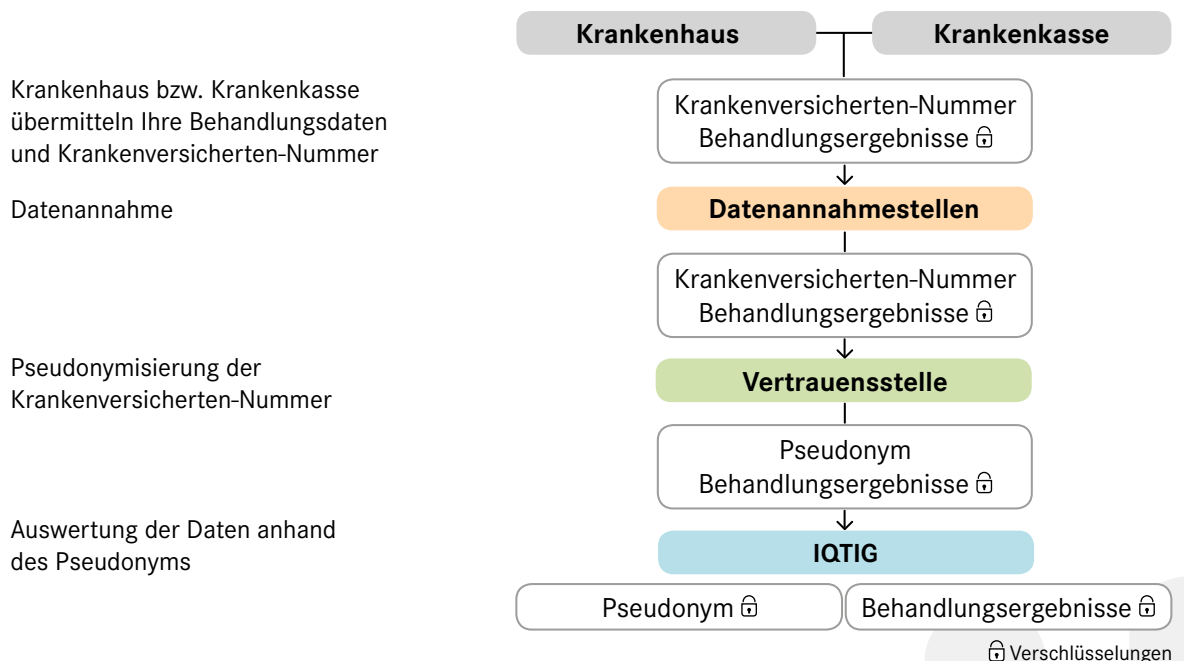 Krankenhaus
Krankenkasse
Krankenhaus bzw. Krankenkasse
übermitteln Ihre Behandlungsdaten
und Krankenversicherten-Nummer
Krankenversicherten-Nummer
Behandlungsergebnisse
Datenannahme
Datenannahmestellen
Krankenversicherten-Nummer
Behandlungsergebnisse
Pseudonymisierung der
Krankenversicherten-Nummer
Vertrauensstelle
Pseudonym
Behandlungsergebnisse
Auswertung der Daten anhand
des Pseudonyms
IQTIG
Pseudonym
Behandlungsergebnisse
Verschlüsselungen